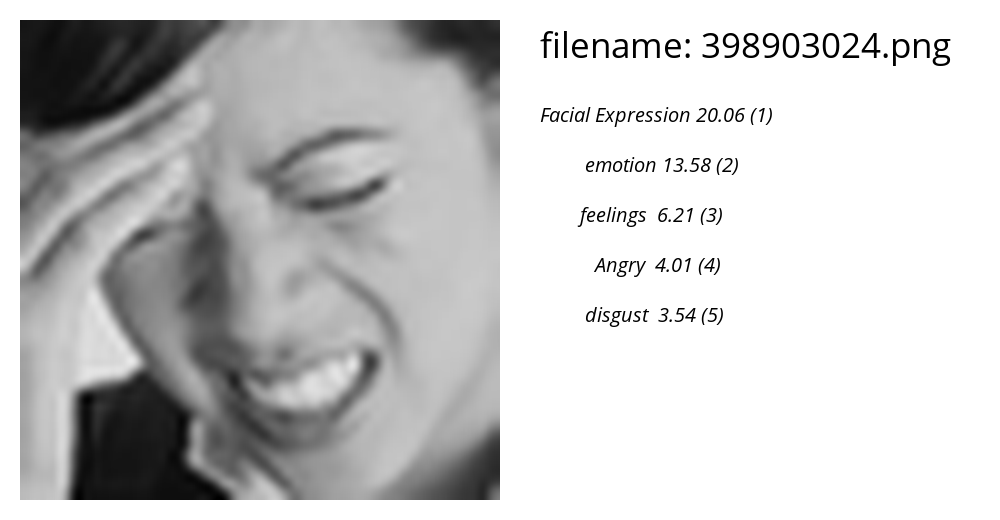 filename: 398903024.png
Facial Expression 20.06 (1)
emotion 13.58 (2)
feelings 6.21 (3)
Angry 4.01 (4)
disgust 3.54 (5)